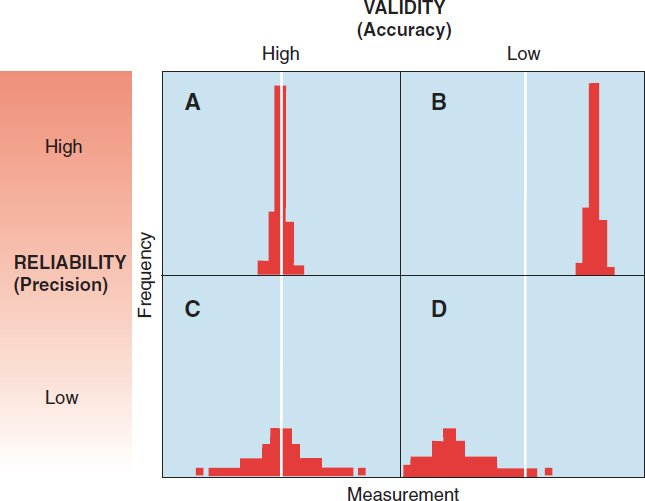 VALIDITY
(Accuracy)
High
Low
A
B
High
RELIABILITY
(Precision)
Frequency
C
D
Low
Measurement